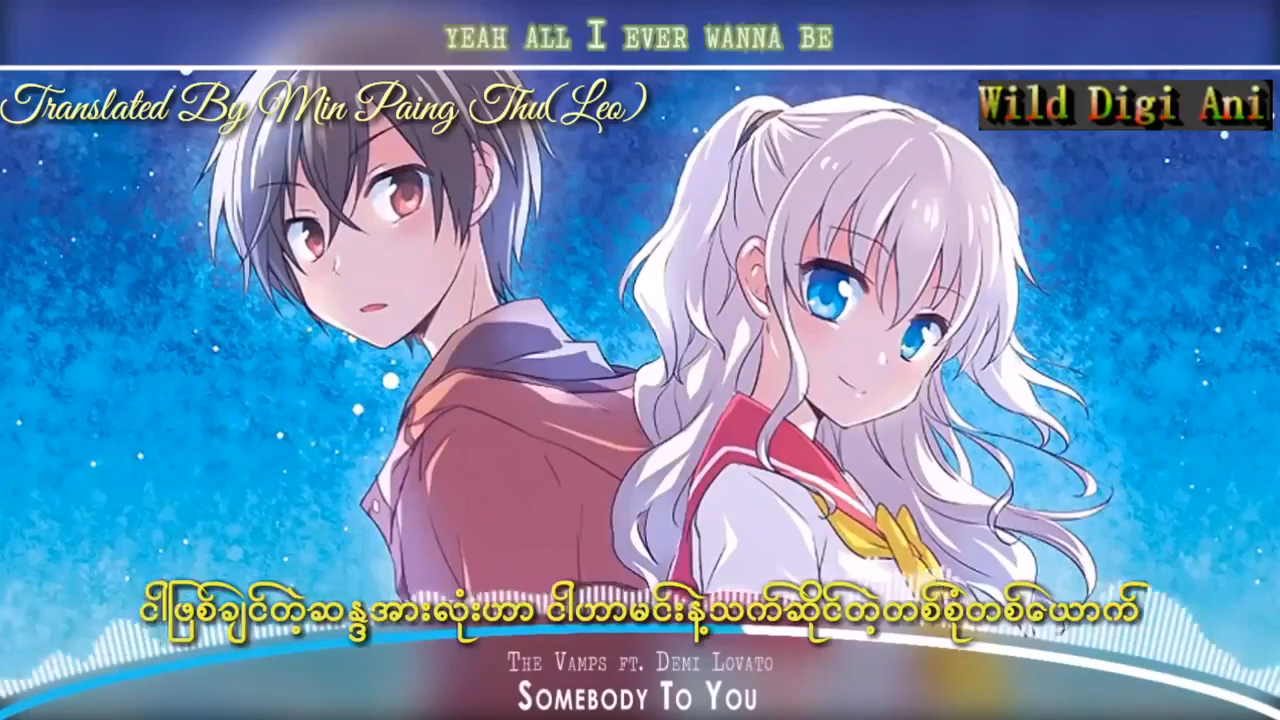 YEAH ALL I EVER WANNA BE
Translated By Min Paing Thu(Leo)
Wild Digi Ani
ငါဖြစ်ချင်တဲ့ဆန္ဒအားလုံးဟာ ငါဟာမင်းနဲ့သက်ဆိုင်တဲ့တစ်စုံတစ်ယောက်
THE VAMPS FT. DEMI LOVATO
SOMEBODY TO YOU